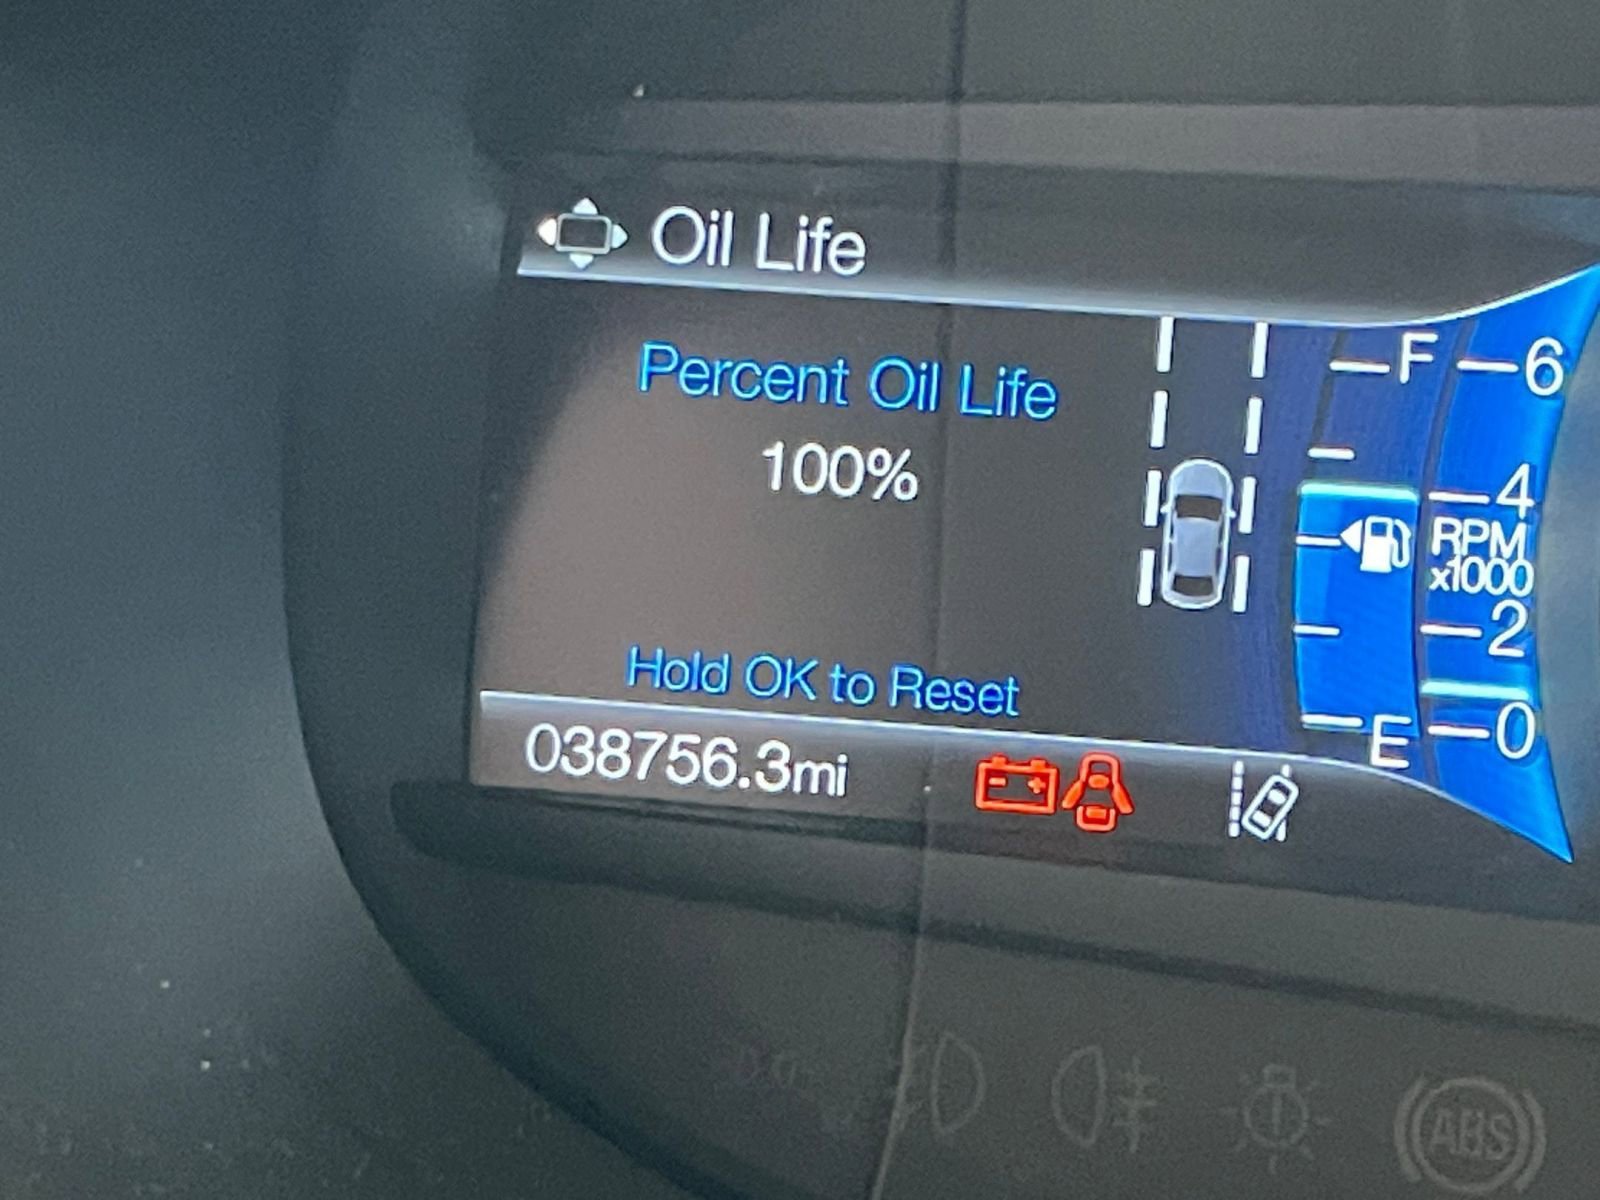 Oil Life
Percent Oil Life
100%
Hold OK to Reset
038756.3mi
F
E
6
4
RPM
x1000
2
0
ABS